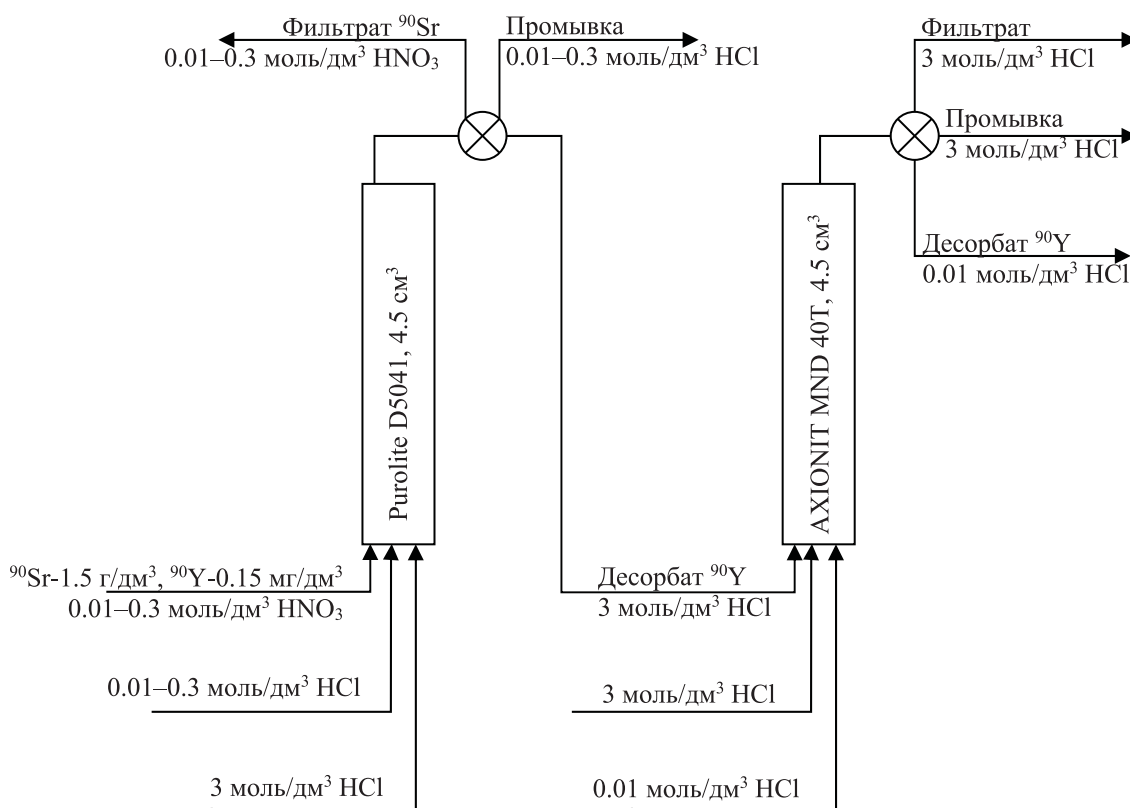 Фильтрат ⁹⁰Sr
0.01–0.3 моль/дм³ HNO₃
Промывка
0.01–0.3 моль/дм³ HCl
Фильтрат
3 моль/дм³ HCl
Промывка
3 моль/дм³ HCl
Десорбат ⁹⁰Y
0.01 моль/дм³ HCl
Purolite D5041, 4.5 см³
AXIONIT MND 40T, 4.5 см³
⁹⁰Sr-1.5 г/дм³, ⁹⁰Y-0.15 мг/дм³
0.01–0.3 моль/дм³ HNO₃
Десорбат ⁹⁰Y
3 моль/дм³ HCl
0.01–0.3 моль/дм³ HCl
3 моль/дм³ HCl
3 моль/дм³ HCl
0.01 моль/дм³ HCl